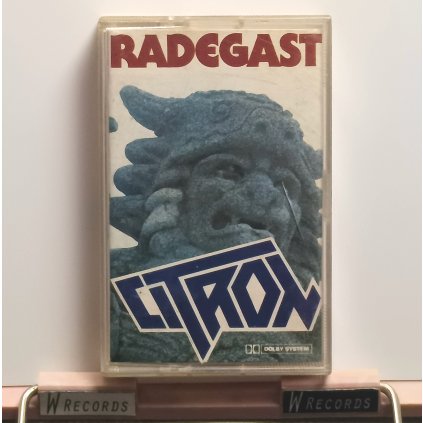 RADEGAST
CITRON
DOLBY SYSTEM
W RECORDS
W RECORDS